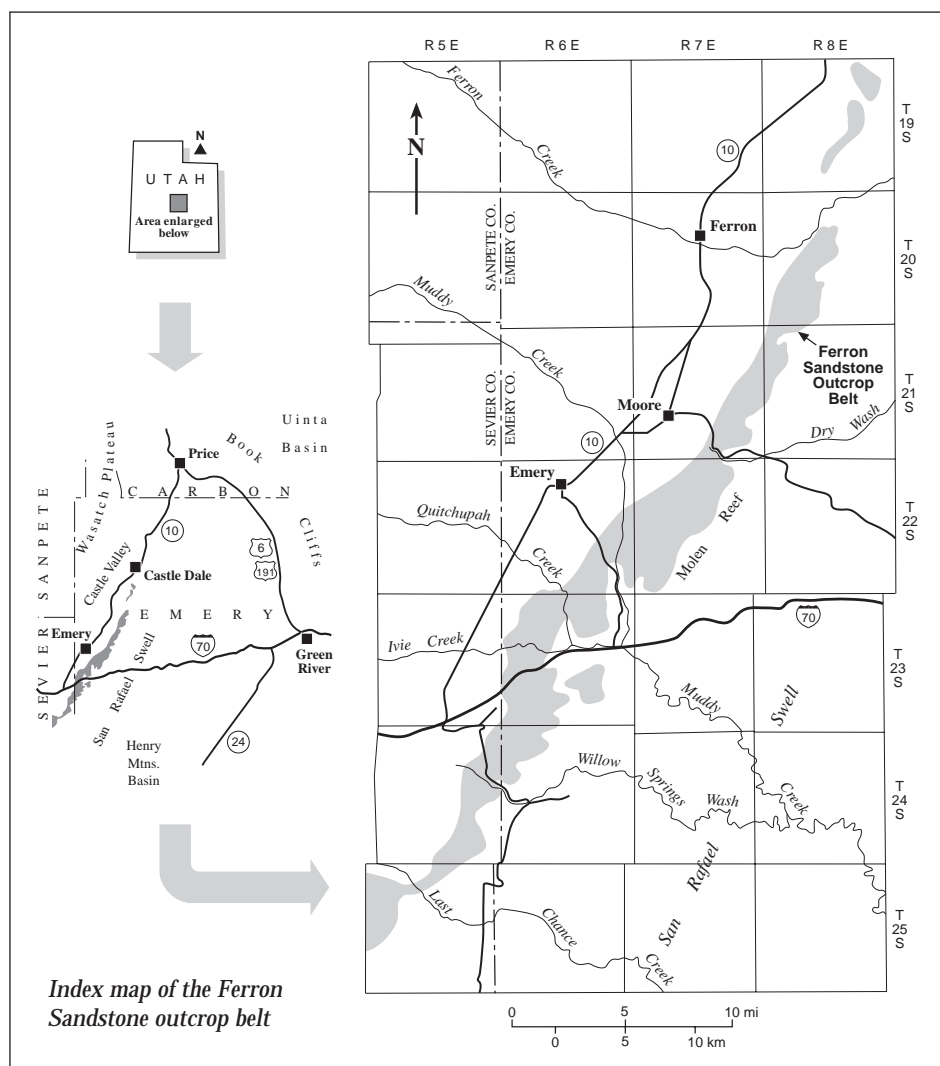 R 5 E R 6 E R 7 E R 8 E
T 19 S
T 20 S
T 21 S
T 22 S
T 23 S
T 24 S
T 25 S
N
UTAH
Area enlarged
below
N
Ferron
Creek
10
Ferron
SANPETE CO.
EMERY CO.
Muddy
Creek
SEVIER CO.
EMERY CO.
Ferron
Sandstone
Outcrop
Belt
Moore
10
Dry Wash
Emery
Quitchupah
Creek
Molen Reef
Ivie Creek
70
Muddy
Creek
Willow
Springs
Wash
San Rafael Swell
Last
Chance
Creek
Uinta
Basin
Book
Cliffs
Price
Wasatch Plateau
CARBON
SANPETE
10
6
191
Castle Valley
Castle Dale
EMERY
Emery
SEVIER
San Rafael Swell
70
Green
River
24
Henry
Mtns.
Basin
Index map of the Ferron
Sandstone outcrop belt
0 5 10 mi
0 5 10 km